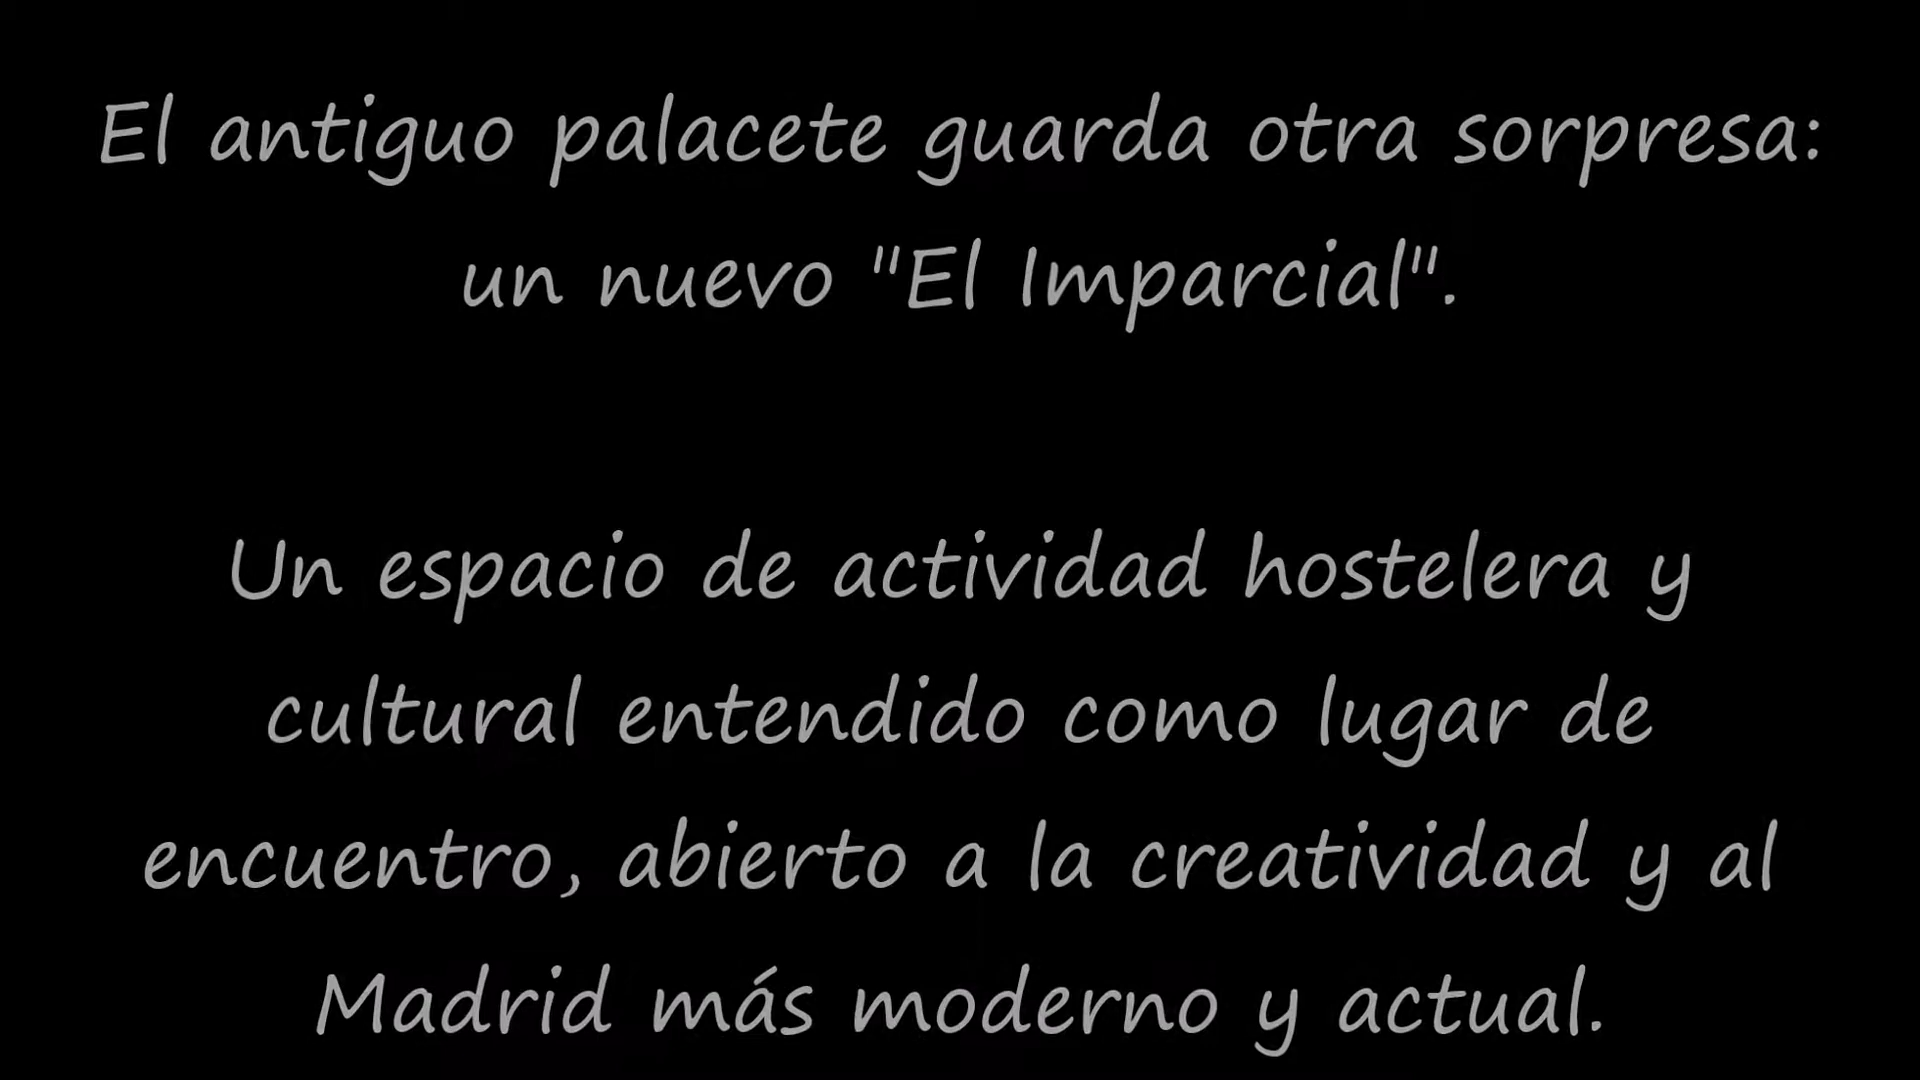 El antiguo palacete guarda otra sorpresa:
un nuevo "El Imparcial".
Un espacio de actividad hostelera y
cultural entendido como lugar de
encuentro, abierto a la creatividad y al
Madrid más moderno y actual.